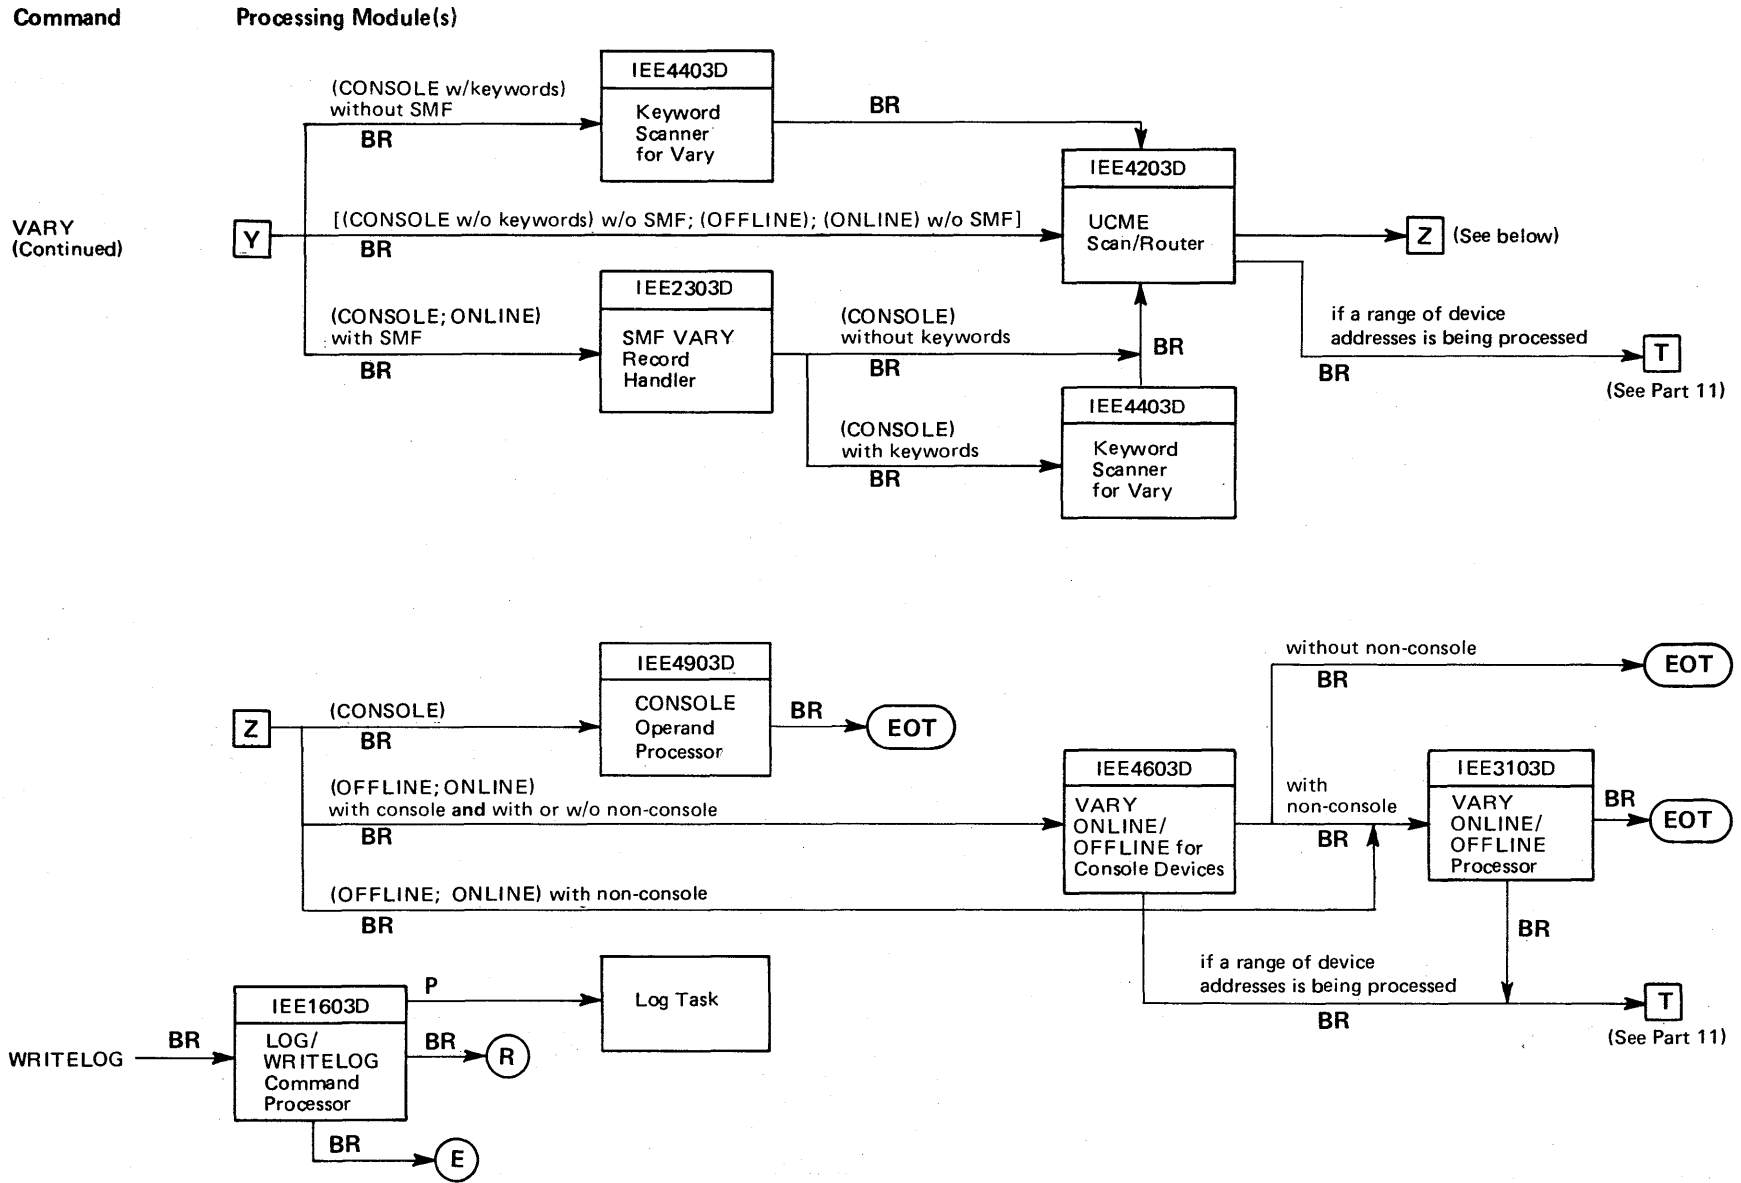 Command
Processing Module(s)
(CONSOLE w/keywords)
without SMF
BR
IEE4403D
Keyword
Scanner
for Vary
BR
IEE4203D
UCME
Scan/Router
VARY
(Continued)
Y
[(CONSOLE w/o keywords) w/o SMF; (OFFLINE); (ONLINE) w/o SMF]
BR
Z
(See below)
(CONSOLE; ONLINE)
with SMF
BR
IEE2303D
SMF VARY
Record
Handler
(CONSOLE)
without keywords
BR
BR
if a range of device
addresses is being processed
BR
T
(See Part 11)
(CONSOLE)
with keywords
BR
IEE4403D
Keyword
Scanner
for Vary
Z
(CONSOLE)
BR
IEE4903D
CONSOLE
Operand
Processor
BR
EOT
without non-console
BR
EOT
(OFFLINE; ONLINE)
with console and with or w/o non-console
BR
IEE4603D
VARY
ONLINE/
OFFLINE for
Console Devices
with
non-console
BR
IEE3103D
VARY
ONLINE/
OFFLINE
Processor
BR
EOT
(OFFLINE; ONLINE) with non-console
BR
BR
if a range of device
addresses is being processed
BR
T
(See Part 11)
WRITELOG
BR
IEE1603D
LOG/
WRITELOG
Command
Processor
P
Log Task
BR
R
BR
E